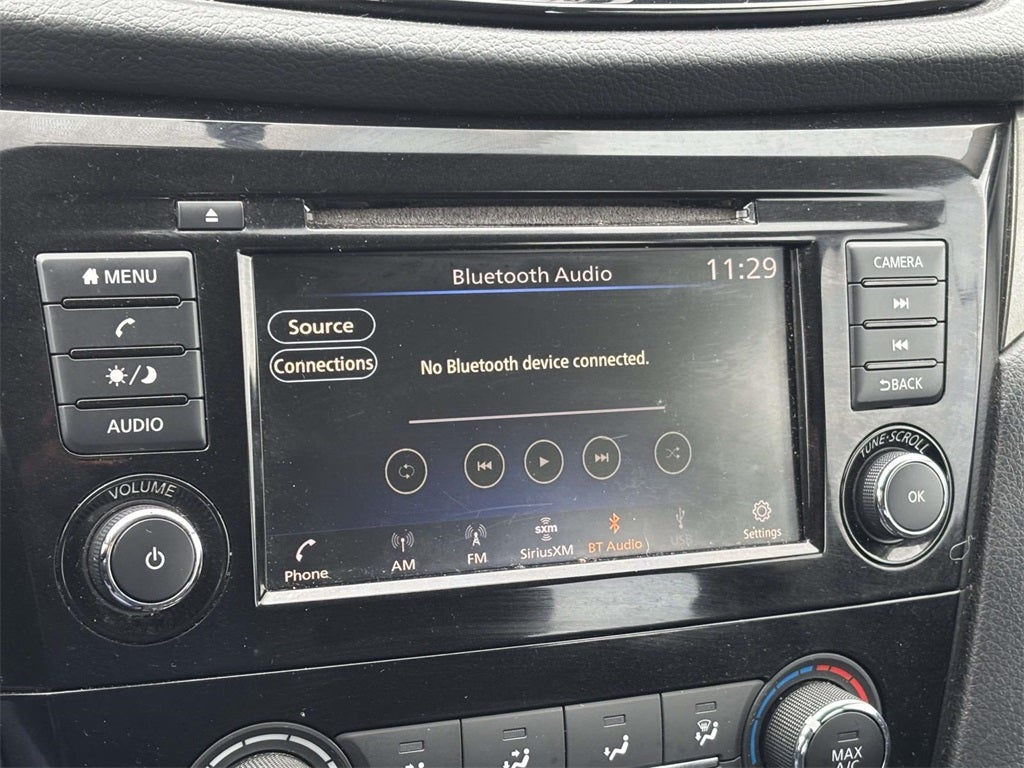 MENU
AUDIO
VOLUME
Bluetooth Audio
11:29
Source
Connections
No Bluetooth device connected.
Phone
AM
FM
sxm
SiriusXM
BT Audio
USB
Settings
CAMERA
BACK
TUNE·SCROLL
OK
MAX
A/C